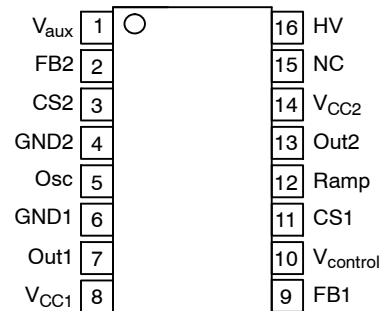 Vaux 1 16 HV
FB2 2 15 NC
CS2 3 14 VCC2
GND2 4 13 Out2
Osc 5 12 Ramp
GND1 6 11 CS1
Out1 7 10 Vcontrol
VCC1 8 9 FB1